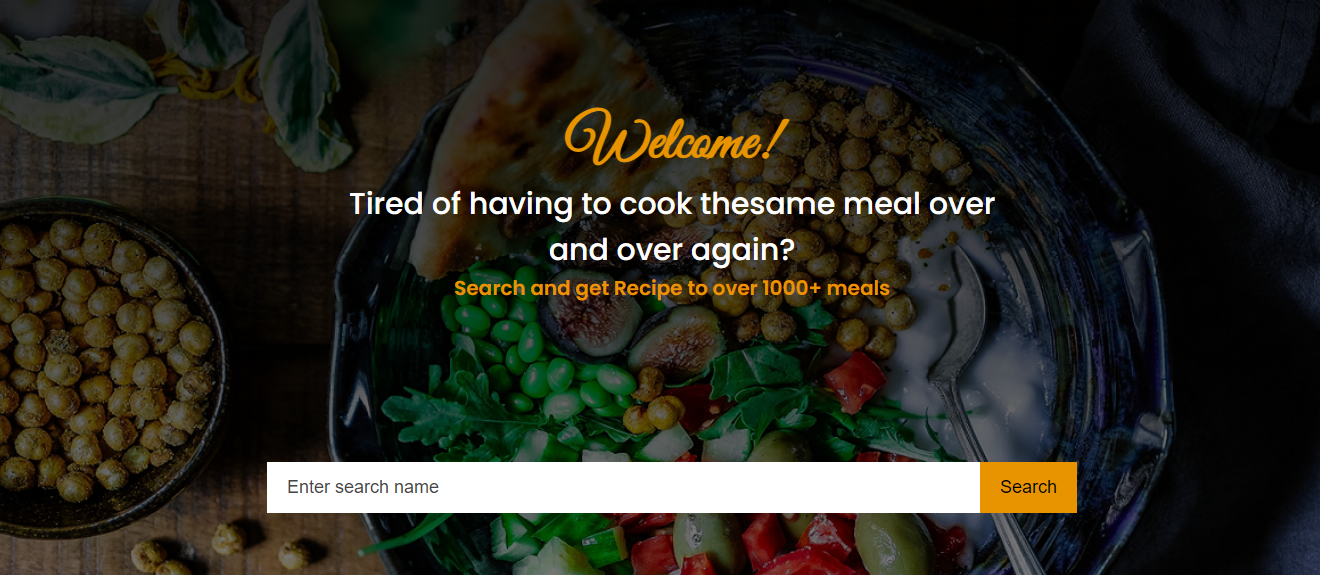 Welcome!
Tired of having to cook thesame meal over
and over again?
Search and get Recipe to over 1000+ meals
Enter search name
Search